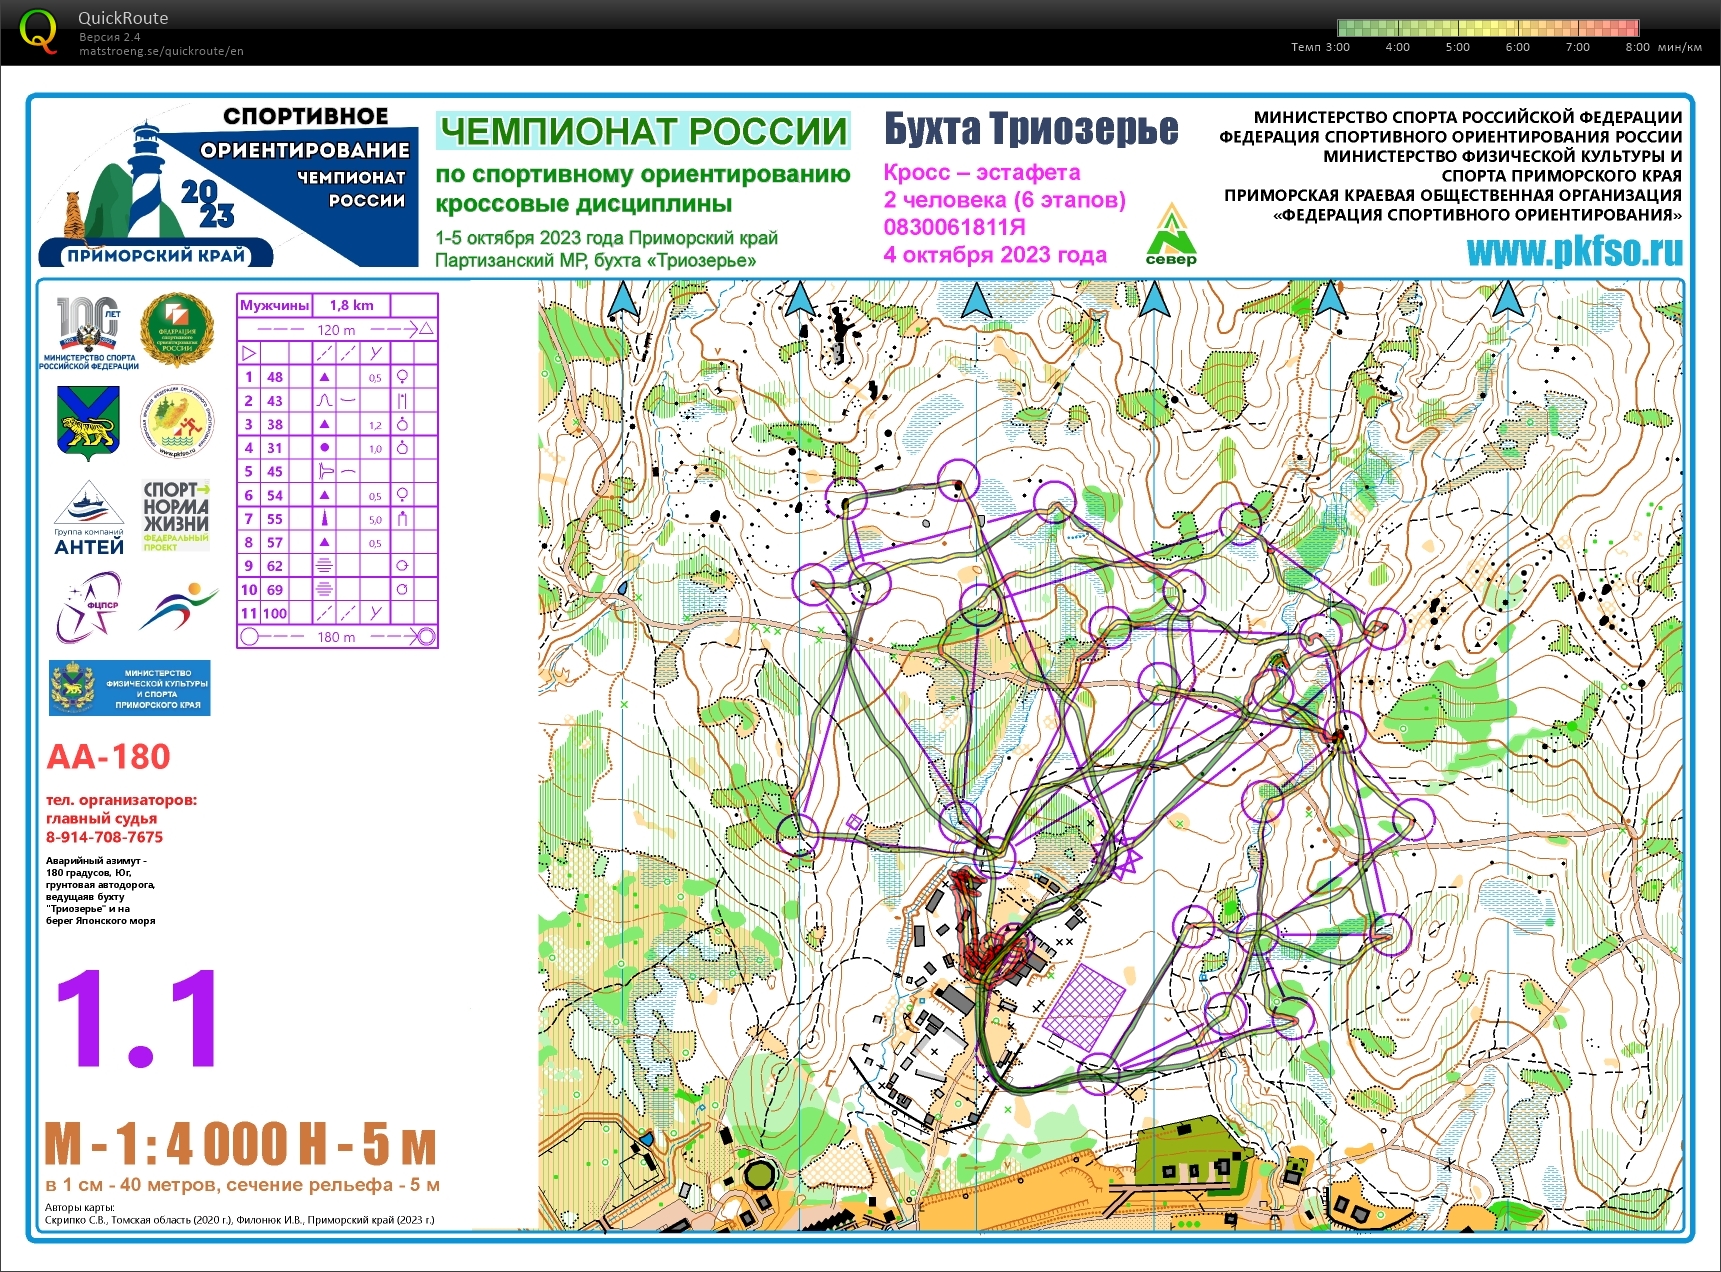 QuickRoute
Версия 2.4
matstroeng.se/quickroute/en
Темп 3:00 4:00 5:00 6:00 7:00 8:00 мин/км
СПОРТИВНОЕ
ОРИЕНТИРОВАНИЕ
ЧЕМПИОНАТ
РОССИИ
2023
ПРИМОРСКИЙ КРАЙ
ЧЕМПИОНАТ РОССИИ
по спортивному ориентированию
кроссовые дисциплины
1-5 октября 2023 года Приморский край
Партизанский МР, бухта «Триозерье»
Бухта Триозерье
Кросс – эстафета
2 человека (6 этапов)
0830061811Я
4 октября 2023 года
север
МИНИСТЕРСТВО СПОРТА РОССИЙСКОЙ ФЕДЕРАЦИИ
ФЕДЕРАЦИЯ СПОРТИВНОГО ОРИЕНТИРОВАНИЯ РОССИИ
МИНИСТЕРСТВО ФИЗИЧЕСКОЙ КУЛЬТУРЫ И
СПОРТА ПРИМОРСКОГО КРАЯ
ПРИМОРСКАЯ КРАЕВАЯ ОБЩЕСТВЕННАЯ ОРГАНИЗАЦИЯ
«ФЕДЕРАЦИЯ СПОРТИВНОГО ОРИЕНТИРОВАНИЯ»
www.pkfso.ru
100 ЛЕТ
МИНИСТЕРСТВО СПОРТА
РОССИЙСКОЙ ФЕДЕРАЦИИ
ФЕДЕРАЦИЯ
спортивного
ориентирования
РОССИИ
www.pkfso.ru
Группа компаний
АНТЕЙ
СПОРТ
НОРМА
ЖИЗНИ
ФЕДЕРАЛЬНЫЙ
ПРОЕКТ
ФЦПСР
МИНИСТЕРСТВО
ФИЗИЧЕСКОЙ КУЛЬТУРЫ
И СПОРТА
ПРИМОРСКОГО КРАЯ
Мужчины 1,8 km
120 m
1 48 0,5
2 43
3 38 1,2
4 31 1,0
5 45
6 54 0,5
7 55 5,0
8 57 0,5
9 62
10 69
11 100
180 m
АА-180
тел. организаторов:
главный судья
8-914-708-7675
Аварийный азимут -
180 градусов, Юг,
грунтовая автодорога,
ведущаяв бухту
"Триозерье" и на
берег Японского моря
1.1
М - 1 : 4 000 Н - 5 м
в 1 см - 40 метров, сечение рельефа - 5 м
Авторы карты:
Скрипко С.В., Томская область (2020 г.), Филонюк И.В., Приморский край (2023 г.)